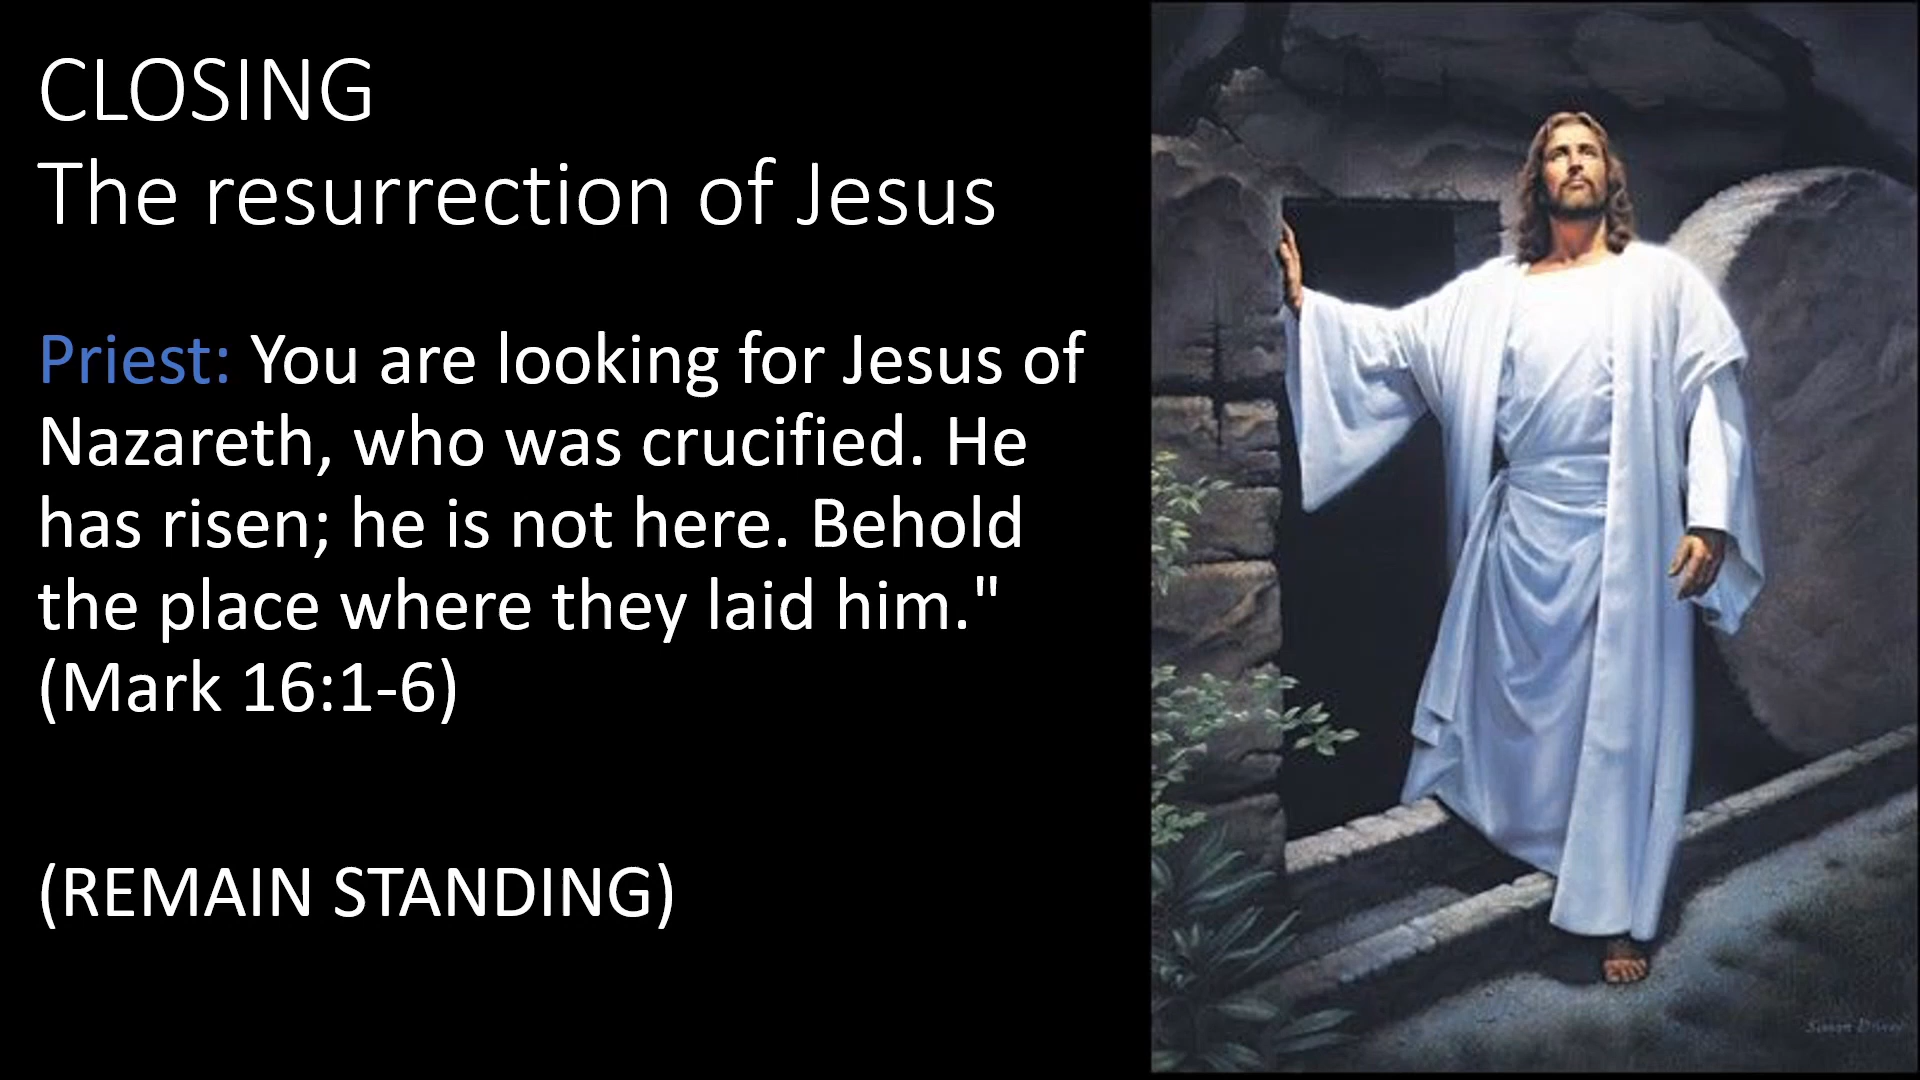 CLOSING
The resurrection of Jesus
Priest: You are looking for Jesus of
Nazareth, who was crucified. He
has risen; he is not here. Behold
the place where they laid him."
(Mark 16:1-6)
(REMAIN STANDING)